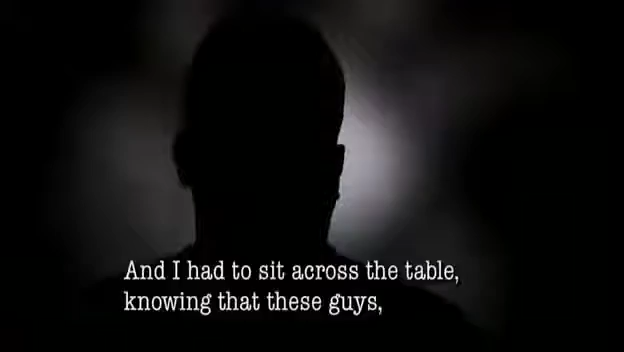 And I had to sit across the table,
knowing that these guys,